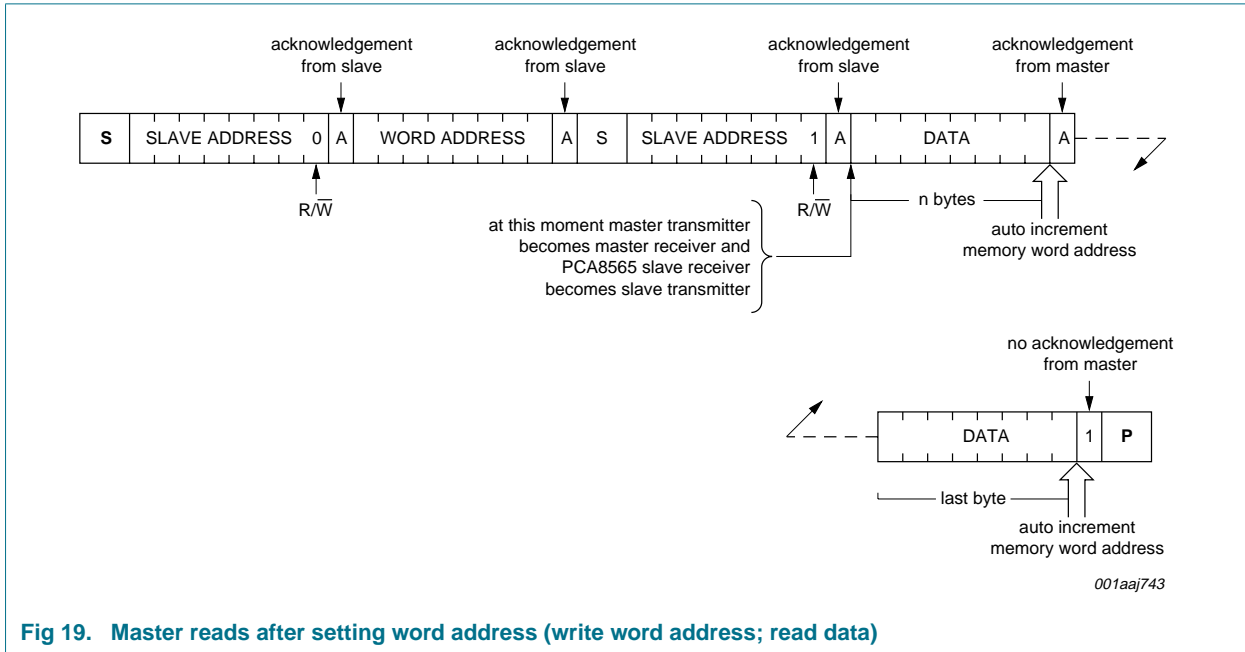 acknowledgement
from slave
acknowledgement
from slave
acknowledgement
from slave
acknowledgement
from master
S SLAVE ADDRESS 0 A WORD ADDRESS A S SLAVE ADDRESS 1 A DATA A
R/W̅
R/W̅
n bytes
at this moment master transmitter
becomes master receiver and
PCA8565 slave receiver
becomes slave transmitter
auto increment
memory word address
no acknowledgement
from master
DATA 1 P
last byte
auto increment
memory word address
001aaj743
Fig 19. Master reads after setting word address (write word address; read data)